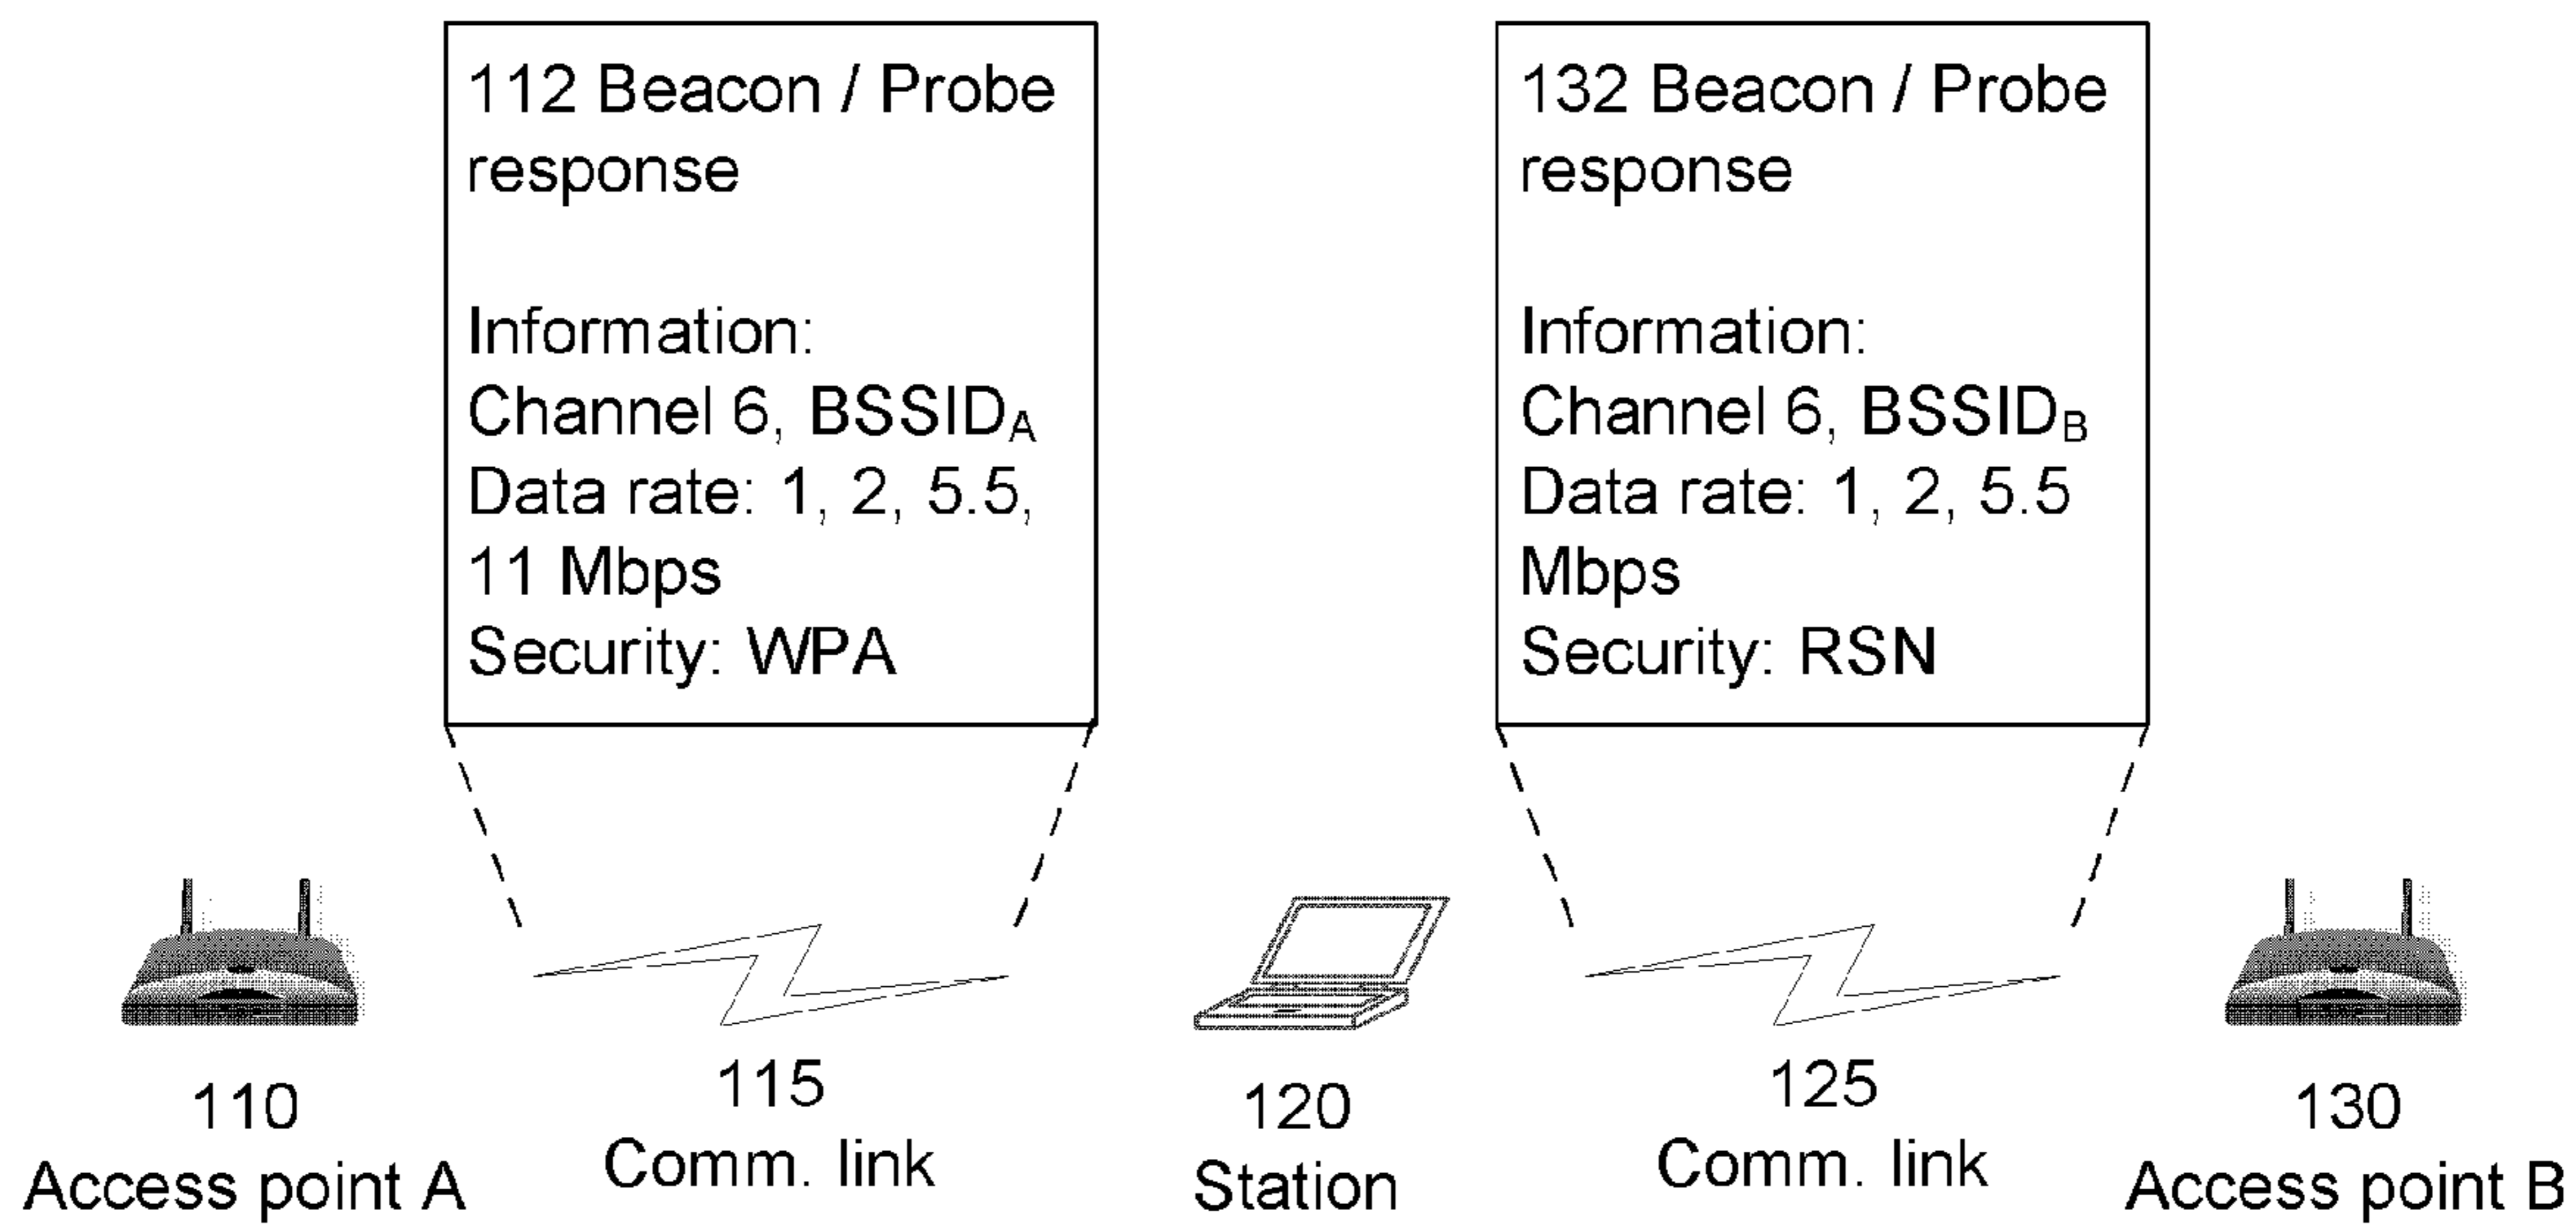 112 Beacon / Probe
response
Information:
Channel 6, BSSIDA
Data rate: 1, 2, 5.5,
11 Mbps
Security: WPA
132 Beacon / Probe
response
Information:
Channel 6, BSSIDB
Data rate: 1, 2, 5.5
Mbps
Security: RSN
110
Access point A
115
Comm. link
120
Station
125
Comm. link
130
Access point B